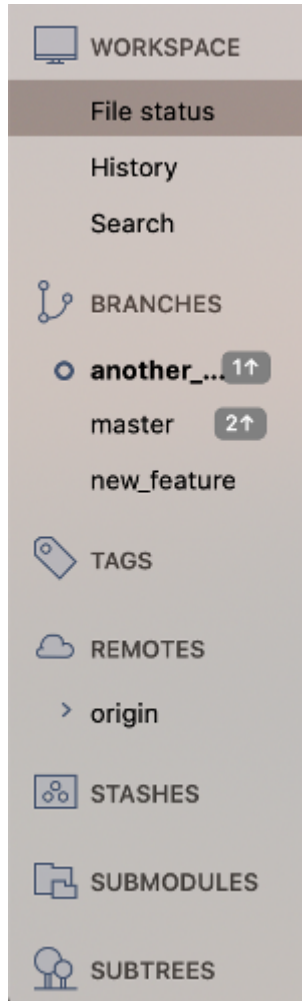 WORKSPACE
File status
History
Search
BRANCHES
another_... 1↑
master 2↑
new_feature
TAGS
REMOTES
origin
STASHES
SUBMODULES
SUBTREES